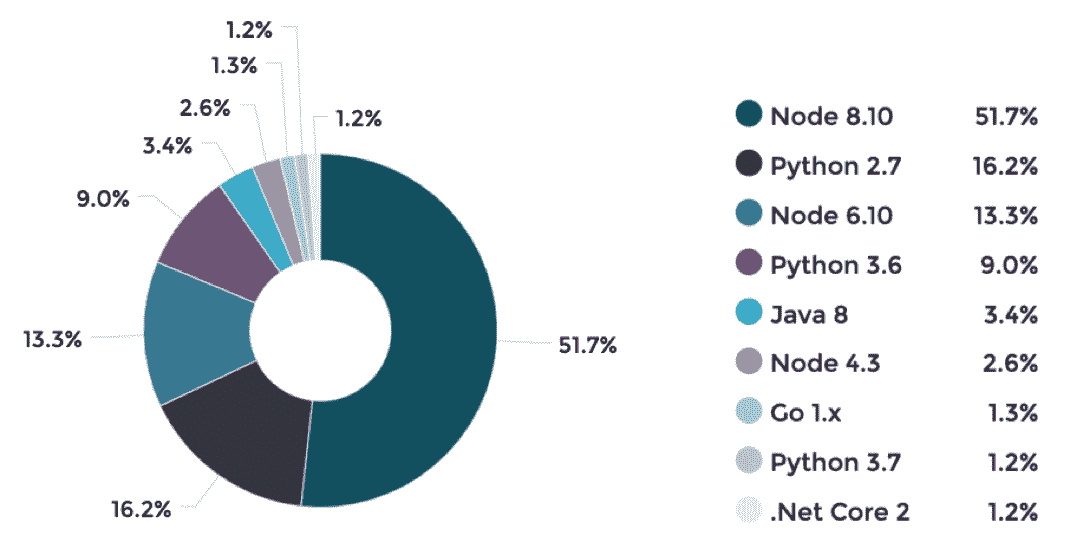 1.2%
1.3%
2.6%
1.2%
3.4%
9.0%
13.3%
51.7%
16.2%
Node 8.10 51.7%
Python 2.7 16.2%
Node 6.10 13.3%
Python 3.6 9.0%
Java 8 3.4%
Node 4.3 2.6%
Go 1.x 1.3%
Python 3.7 1.2%
.Net Core 2 1.2%